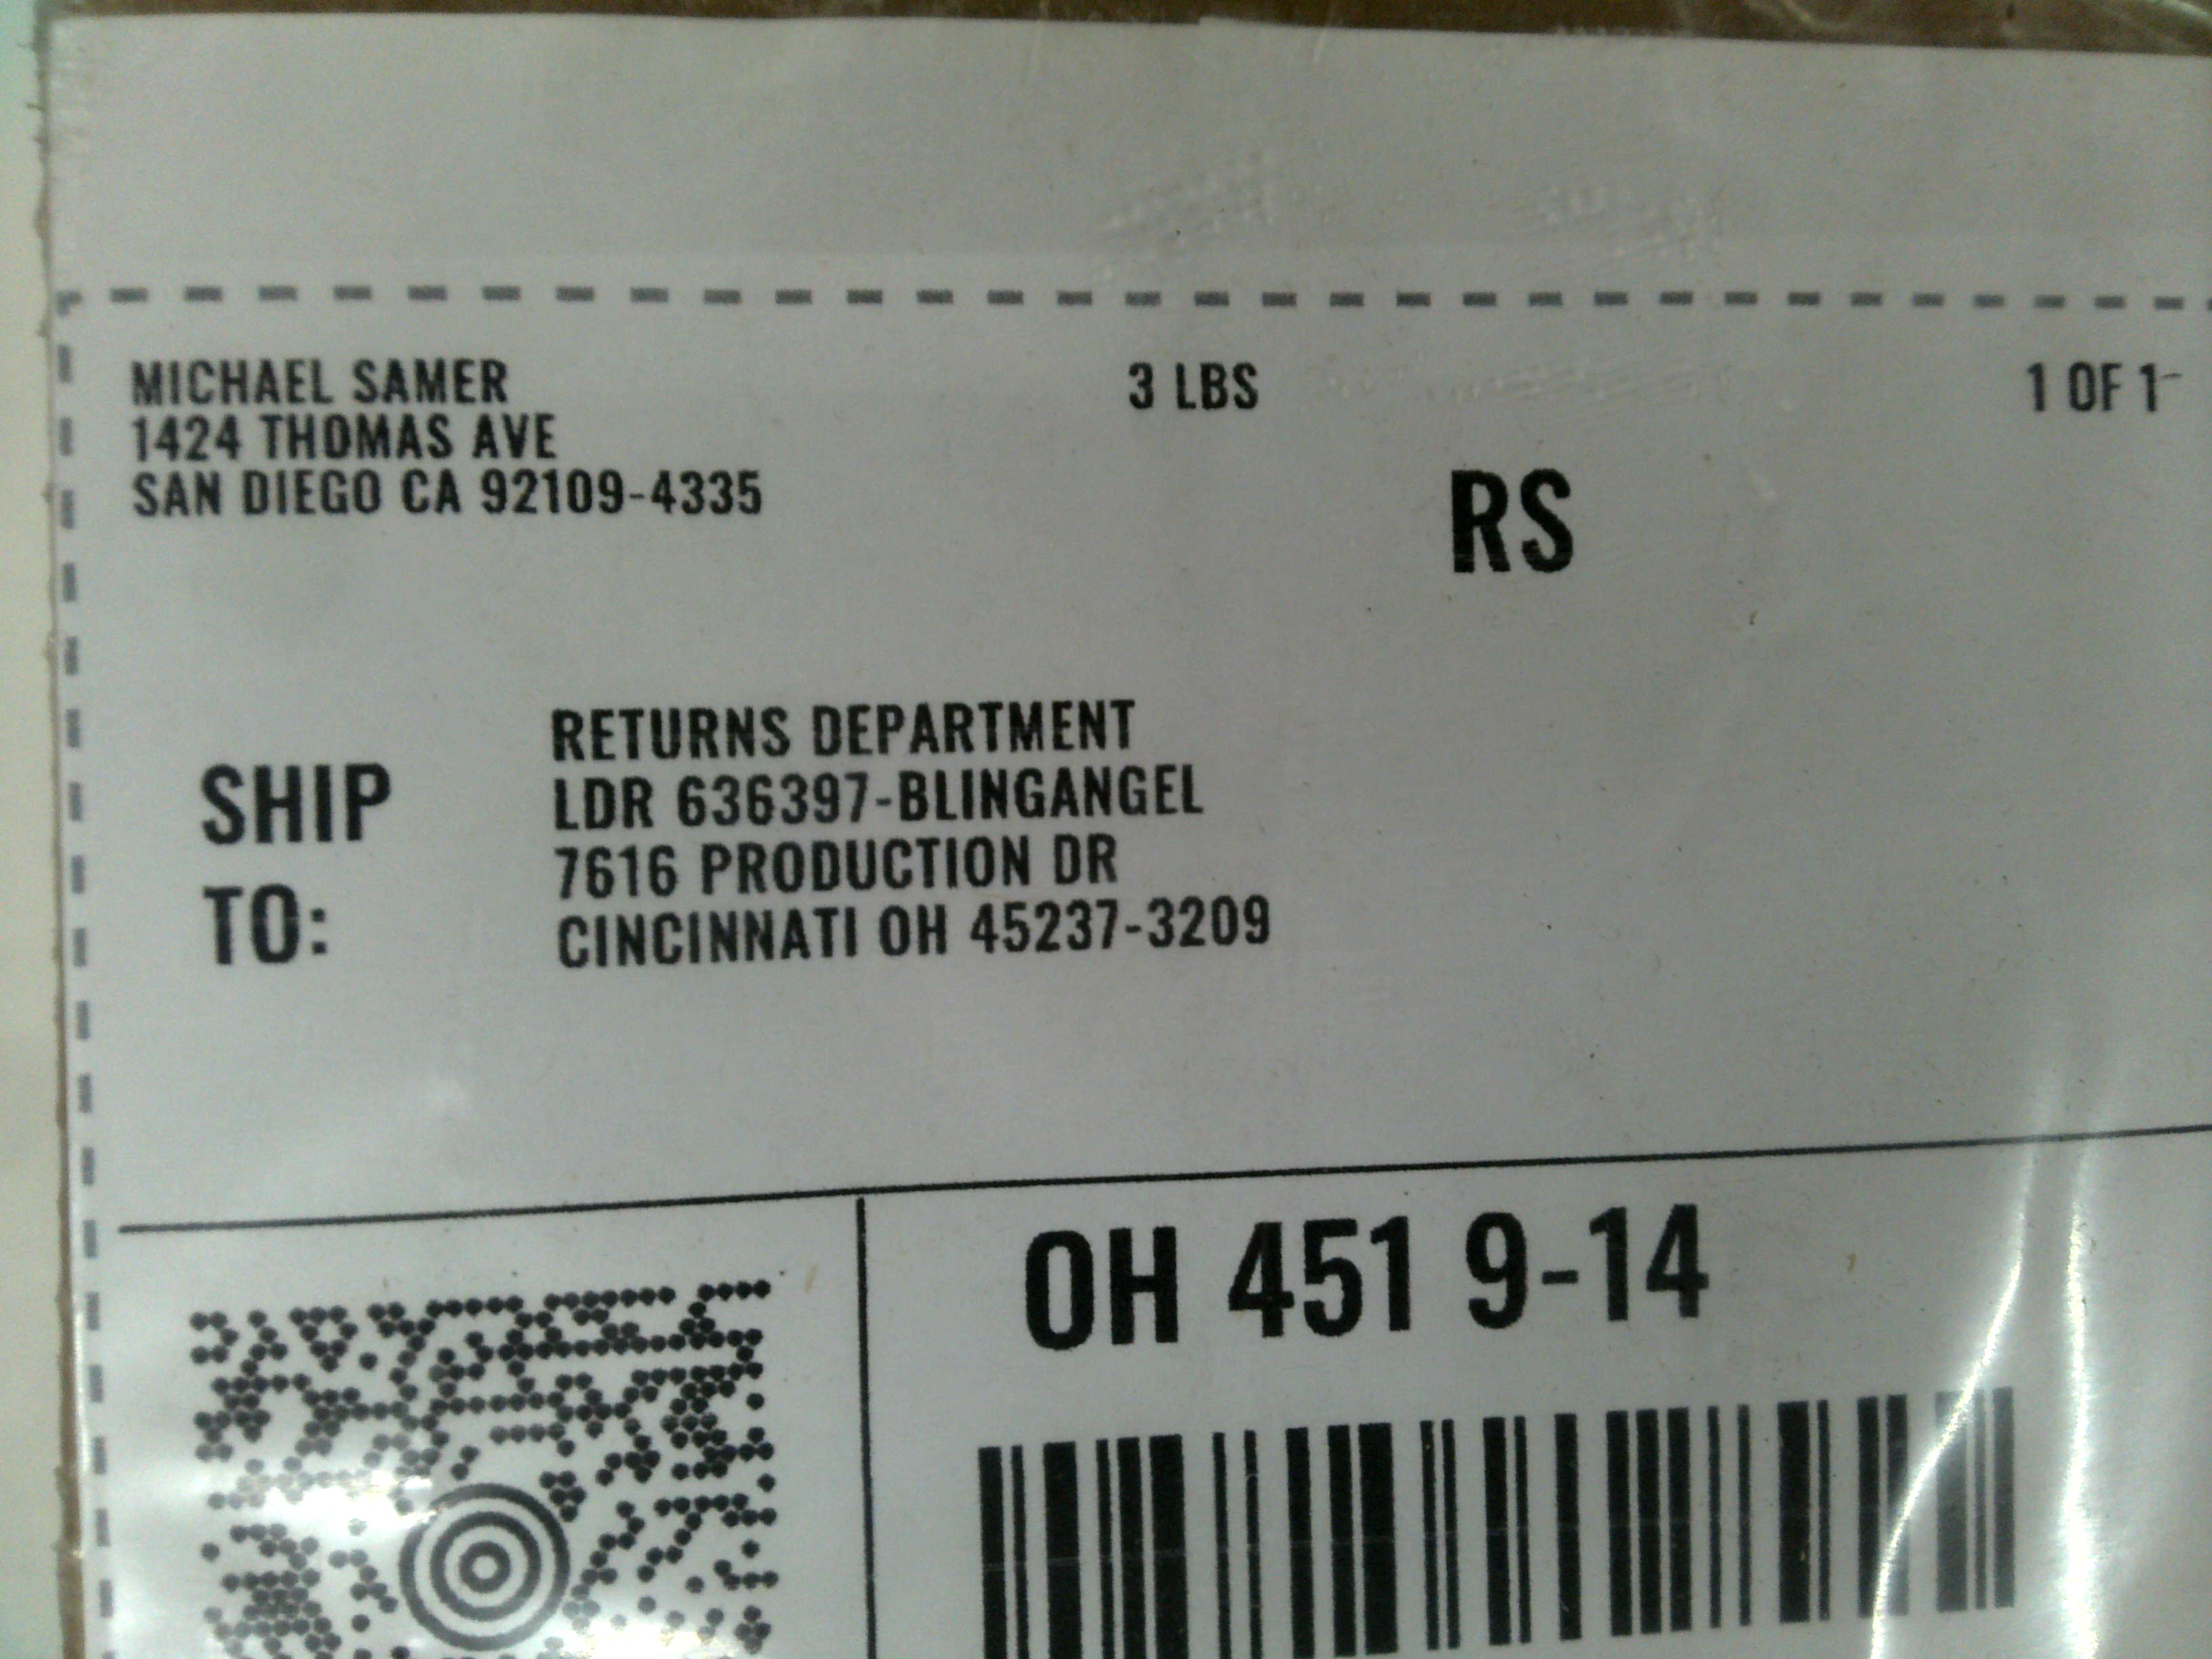 MICHAEL SAMER
1424 THOMAS AVE
SAN DIEGO CA 92109-4335
3 LBS
1 OF 1
RS
SHIP
TO:
RETURNS DEPARTMENT
LDR 636397-BLINGANGEL
7616 PRODUCTION DR
CINCINNATI OH 45237-3209
OH 451 9-14